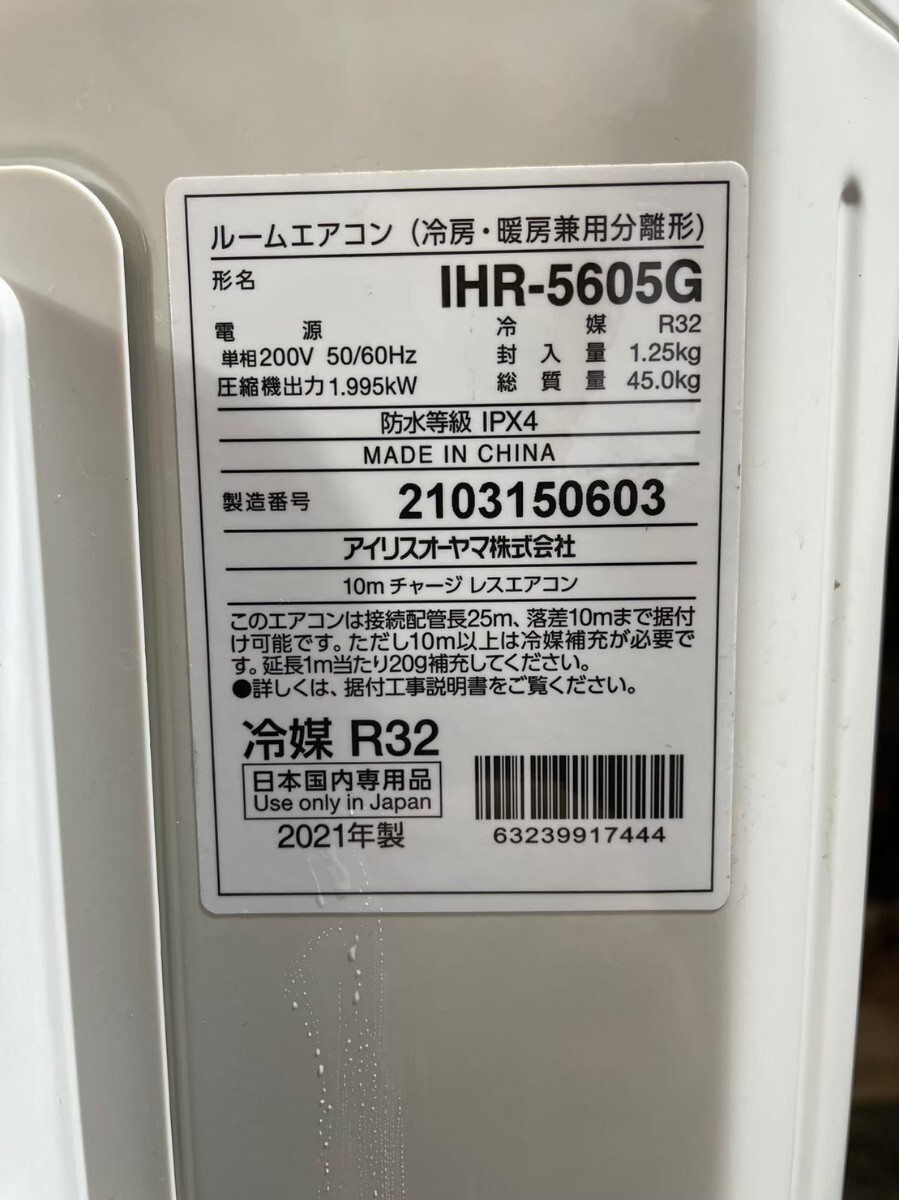 ルームエアコン（冷房・暖房兼用分離形）
形名 IHR-5605G
電源 冷媒 R32
単相200V 50/60Hz 封入量 1.25kg
圧縮機出力1.995kW 総質量 45.0kg
防水等級 IPX4
MADE IN CHINA
製造番号 2103150603
アイリスオーヤマ株式会社
10mチャージレスエアコン
このエアコンは接続配管長25m、落差10mまで据付
け可能です。ただし10m以上は冷媒補充が必要で
す。延長1m当たり20g補充してください。
●詳しくは、据付工事説明書をご覧ください。
冷媒 R32
日本国内専用品
Use only in Japan
2021年製
63239917444